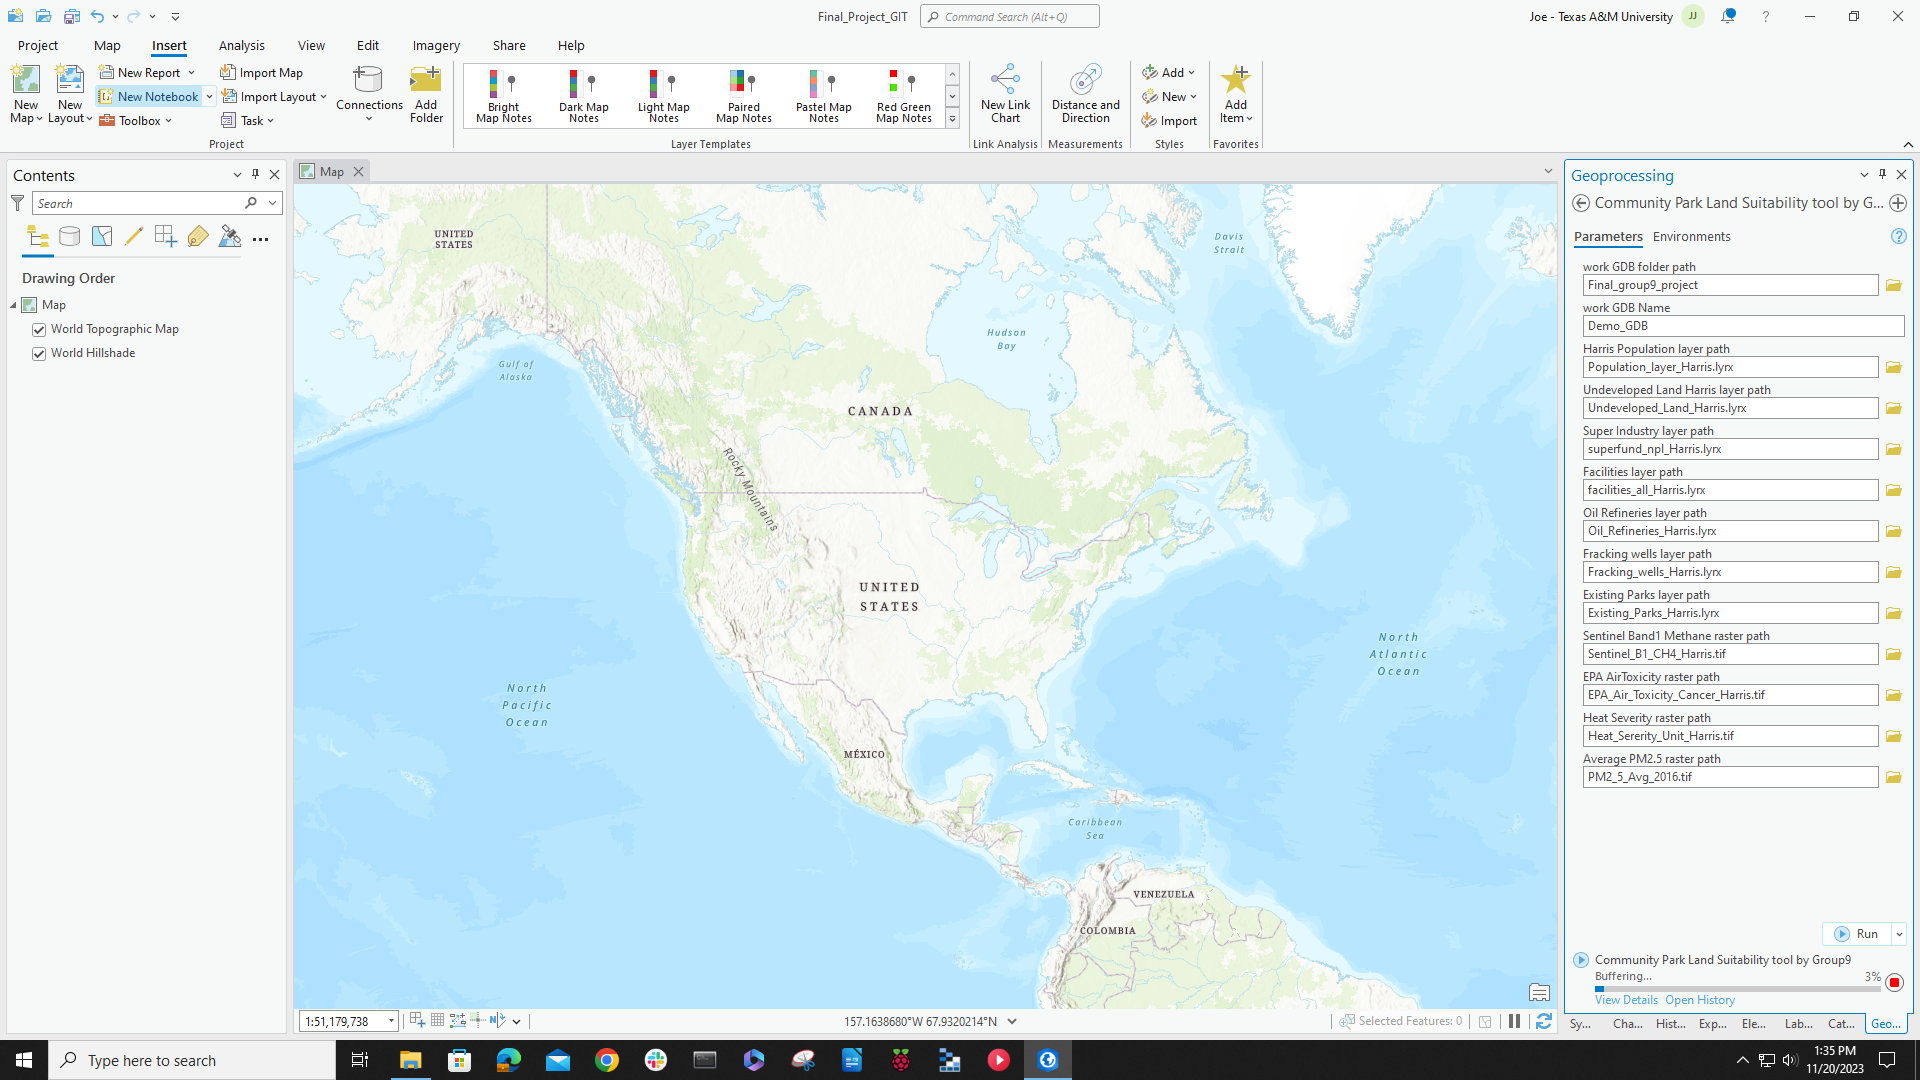 Final_Project_GIT
Command Search (Alt+Q)
Joe - Texas A&M University
JJ
?
Project
Map
Insert
Analysis
View
Edit
Imagery
Share
Help
New Map
New Layout
New Report
New Notebook
Toolbox
Import Map
Import Layout
Task
Connections
Add Folder
Project
Bright Map Notes
Dark Map Notes
Light Map Notes
Paired Map Notes
Pastel Map Notes
Red Green Map Notes
Layer Templates
New Link Chart
Link Analysis
Distance and Direction
Measurements
Add
New
Import
Styles
Add Item
Favorites
Contents
Search
Drawing Order
Map
World Topographic Map
World Hillshade
Map
UNITED
STATES
Gulf of
Alaska
Davis
Strait
Hudson
Bay
CANADA
Rocky Mountains
UNITED
STATES
North
Pacific
Ocean
North
Atlantic
Ocean
MÉXICO
Caribbean
Sea
VENEZUELA
COLOMBIA
1:51,179,738
157.1638680°W 67.9320214°N
Selected Features: 0
Geoprocessing
Community Park Land Suitability tool by G...
Parameters
Environments
?
work GDB folder path
Final_group9_project
work GDB Name
Demo_GDB
Harris Population layer path
Population_layer_Harris.lyrx
Undeveloped Land Harris layer path
Undeveloped_Land_Harris.lyrx
Super Industry layer path
superfund_npl_Harris.lyrx
Facilities layer path
facilities_all_Harris.lyrx
Oil Refineries layer path
Oil_Refineries_Harris.lyrx
Fracking wells layer path
Fracking_wells_Harris.lyrx
Existing Parks layer path
Existing_Parks_Harris.lyrx
Sentinel Band1 Methane raster path
Sentinel_B1_CH4_Harris.tif
EPA AirToxicity raster path
EPA_Air_Toxicity_Cancer_Harris.tif
Heat Severity raster path
Heat_Sererity_Unit_Harris.tif
Average PM2.5 raster path
PM2_5_Avg_2016.tif
Run
Community Park Land Suitability tool by Group9
Buffering...
3%
View Details
Open History
Sy...
Cha...
Hist...
Exp...
Ele...
Lab...
Cat...
Geo...
Type here to search
1:35 PM
11/20/2023